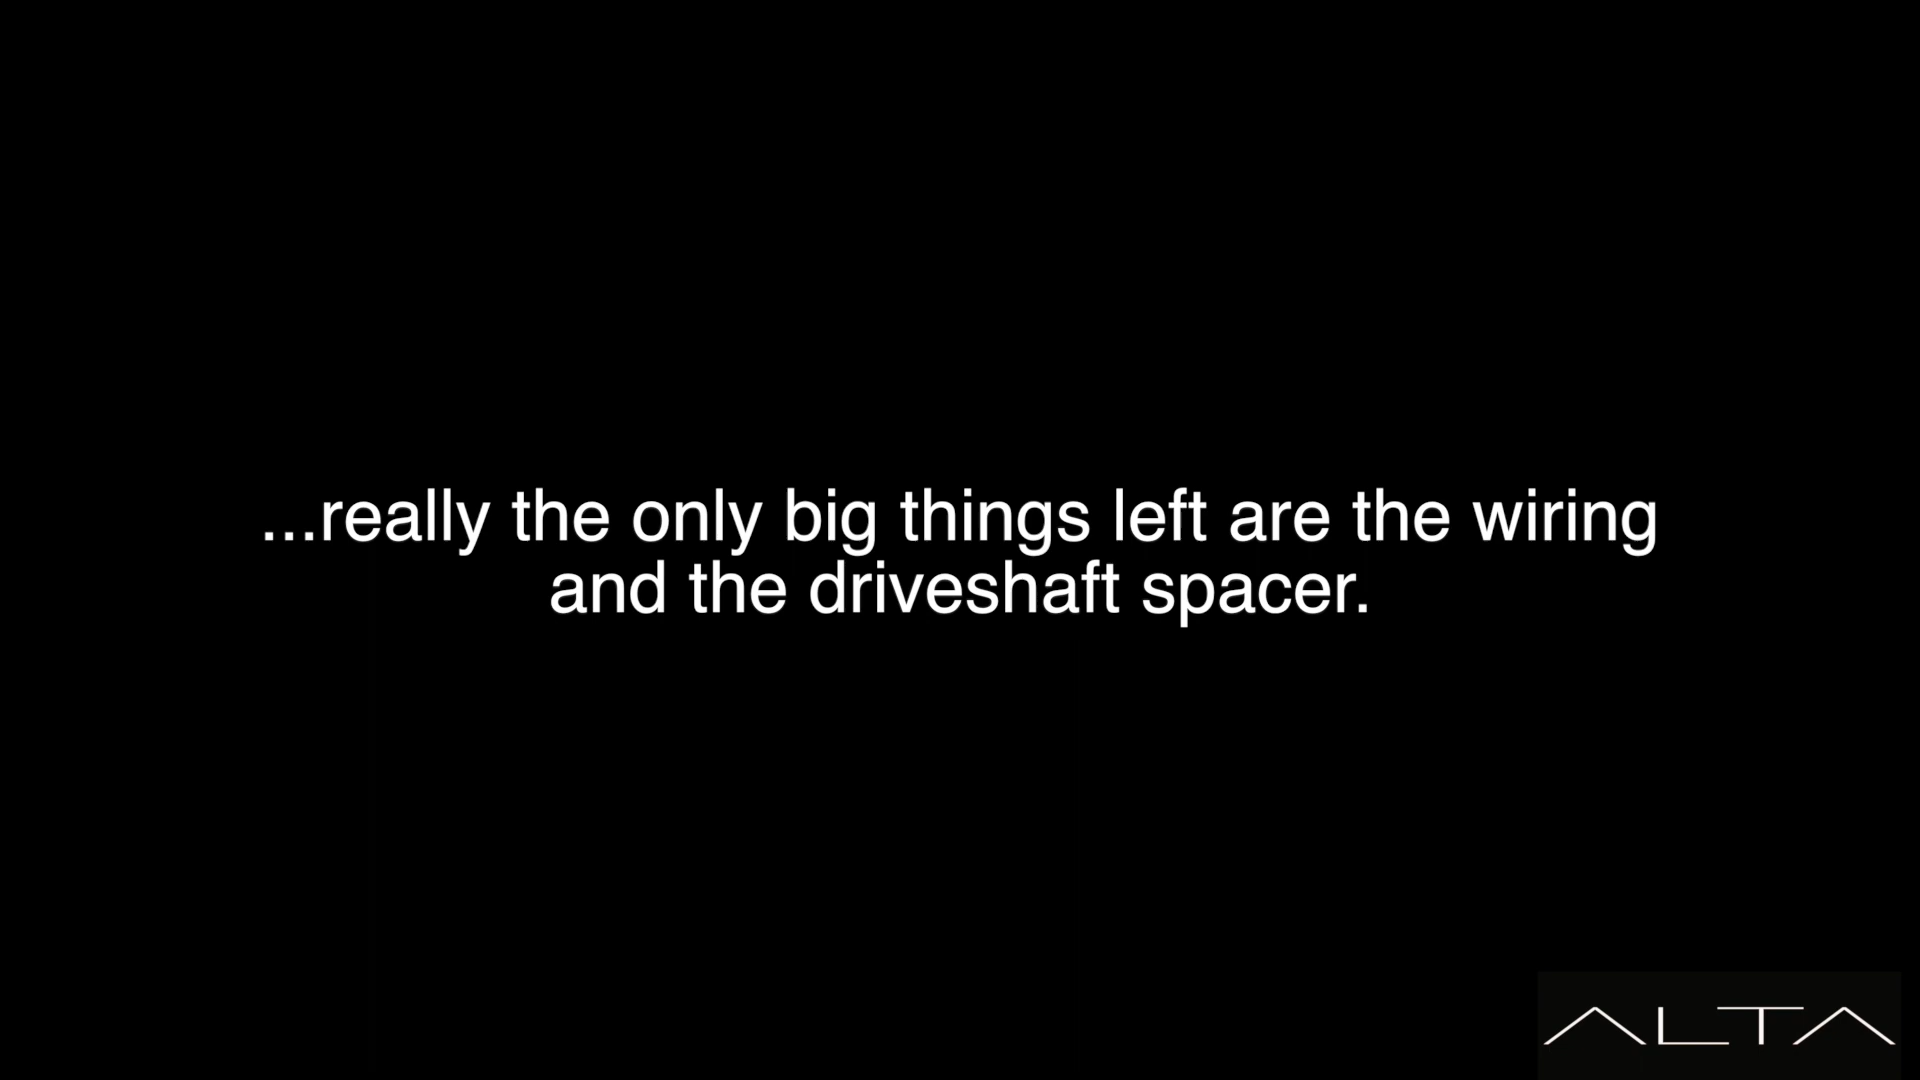 ...really the only big things left are the wiring
and the driveshaft spacer.
ALTA